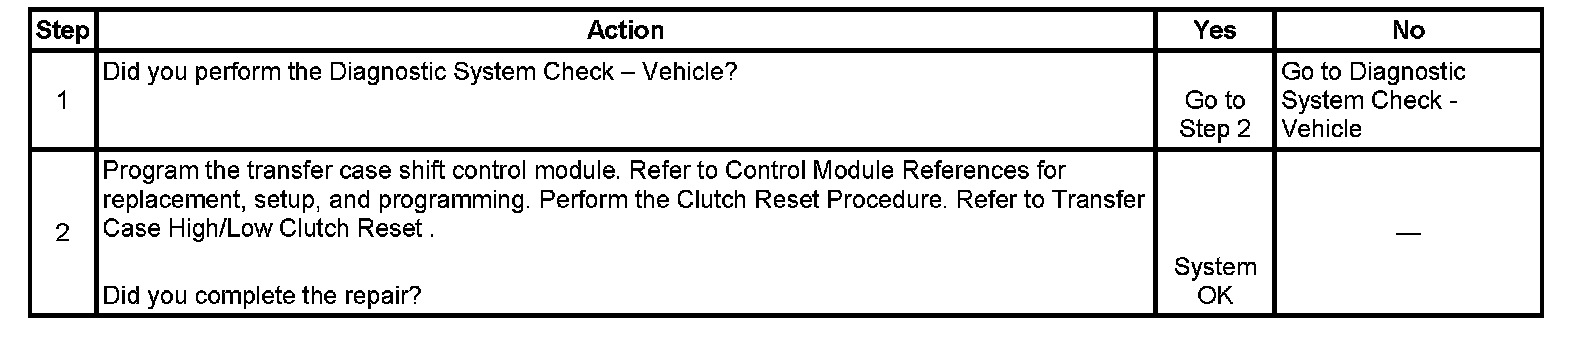 Step Action Yes No
1
Did you perform the Diagnostic System Check – Vehicle?
Go to
Step 2
Go to Diagnostic
System Check -
Vehicle
2
Program the transfer case shift control module. Refer to Control Module References for
replacement, setup, and programming. Perform the Clutch Reset Procedure. Refer to Transfer
Case High/Low Clutch Reset .
Did you complete the repair?
System
OK
—